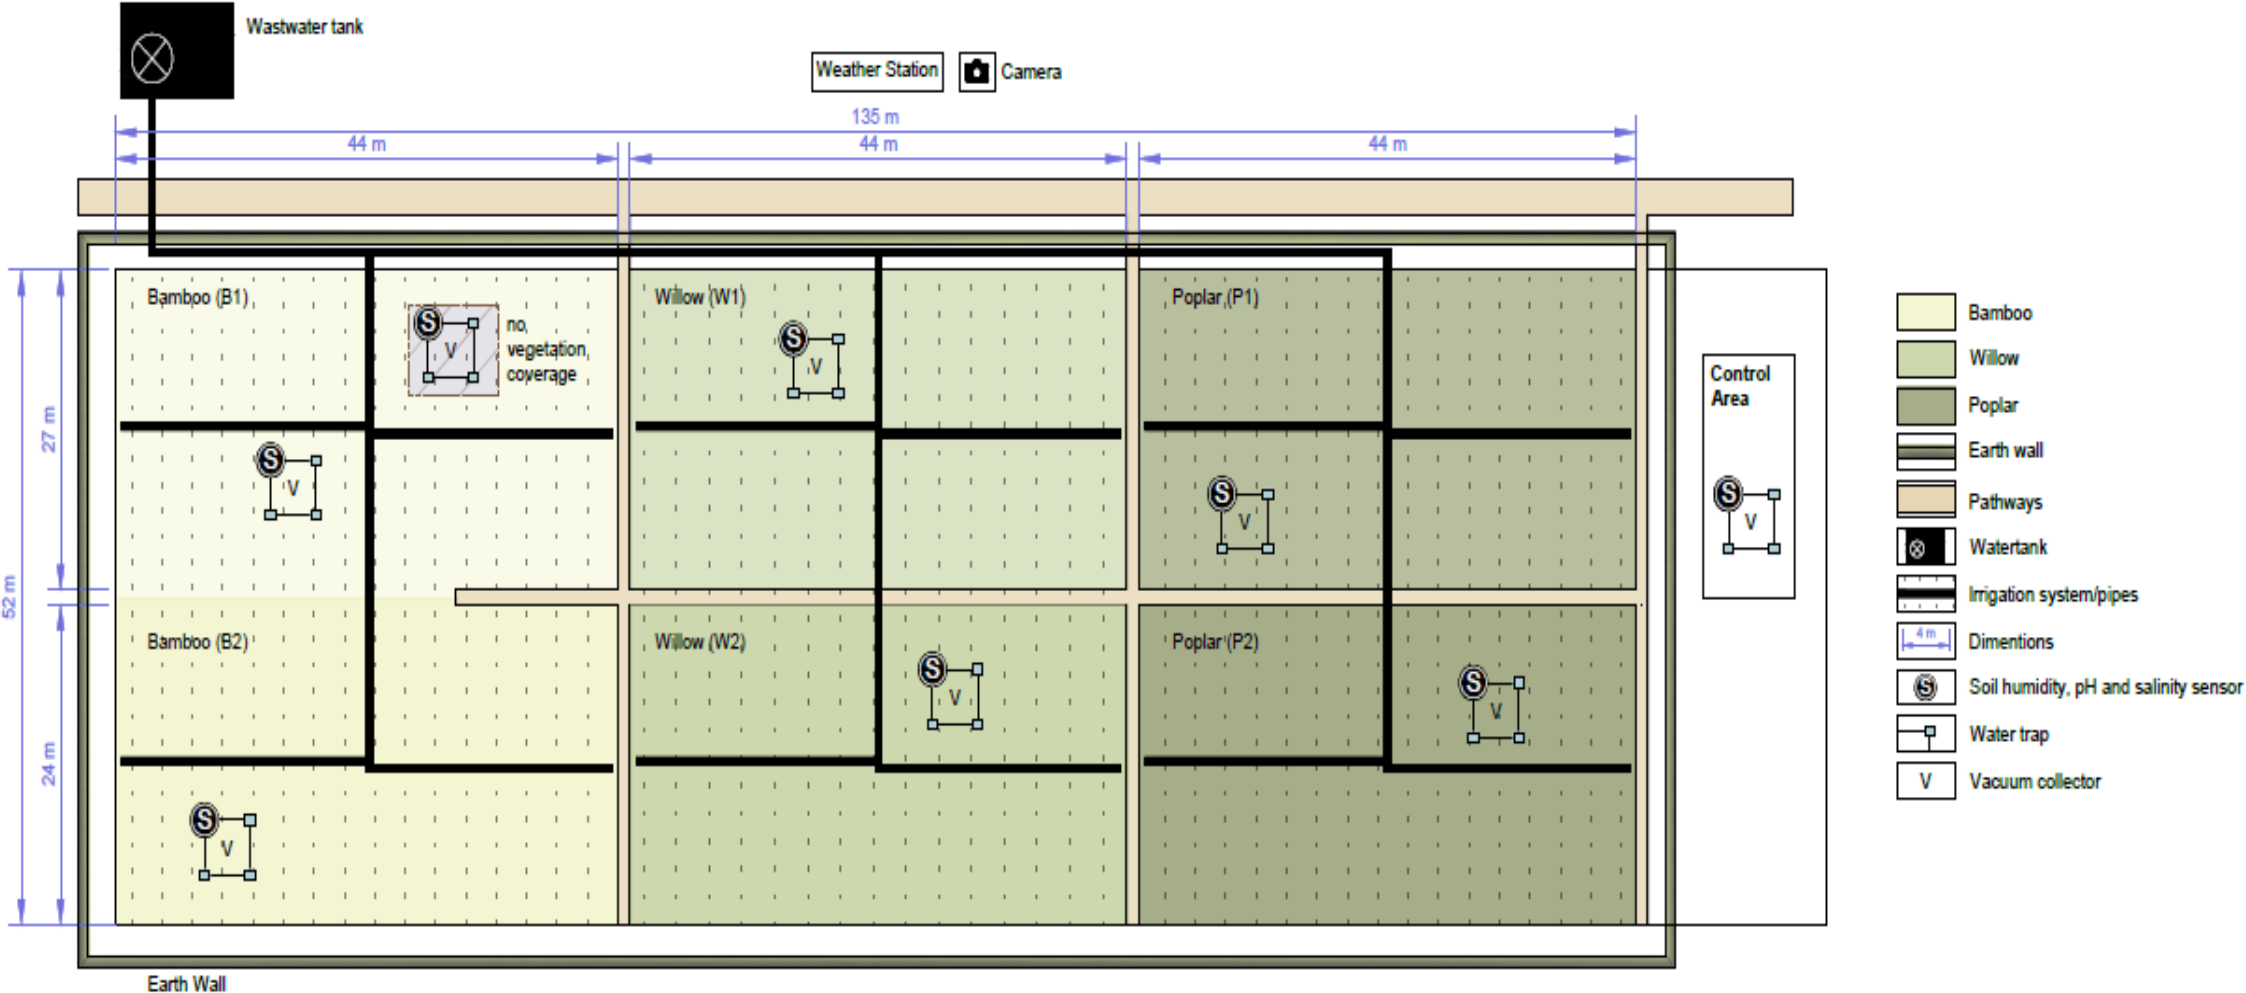 Wastwater tank
Weather Station
Camera
135 m
44 m
44 m
44 m
Bamboo (B1)
Willow (W1)
Poplar (P1)
S
V
no
vegetation
coverage
S
V
Control
Area
27 m
S
V
S
V
S
V
52 m
Bamboo (B2)
Willow (W2)
Poplar (P2)
S
V
S
V
24 m
S
V
Earth Wall
Bamboo
Willow
Poplar
Earth wall
Pathways
Watertank
Irrigation system/pipes
4 m
Dimentions
S
Soil humidity, pH and salinity sensor
Water trap
V
Vacuum collector